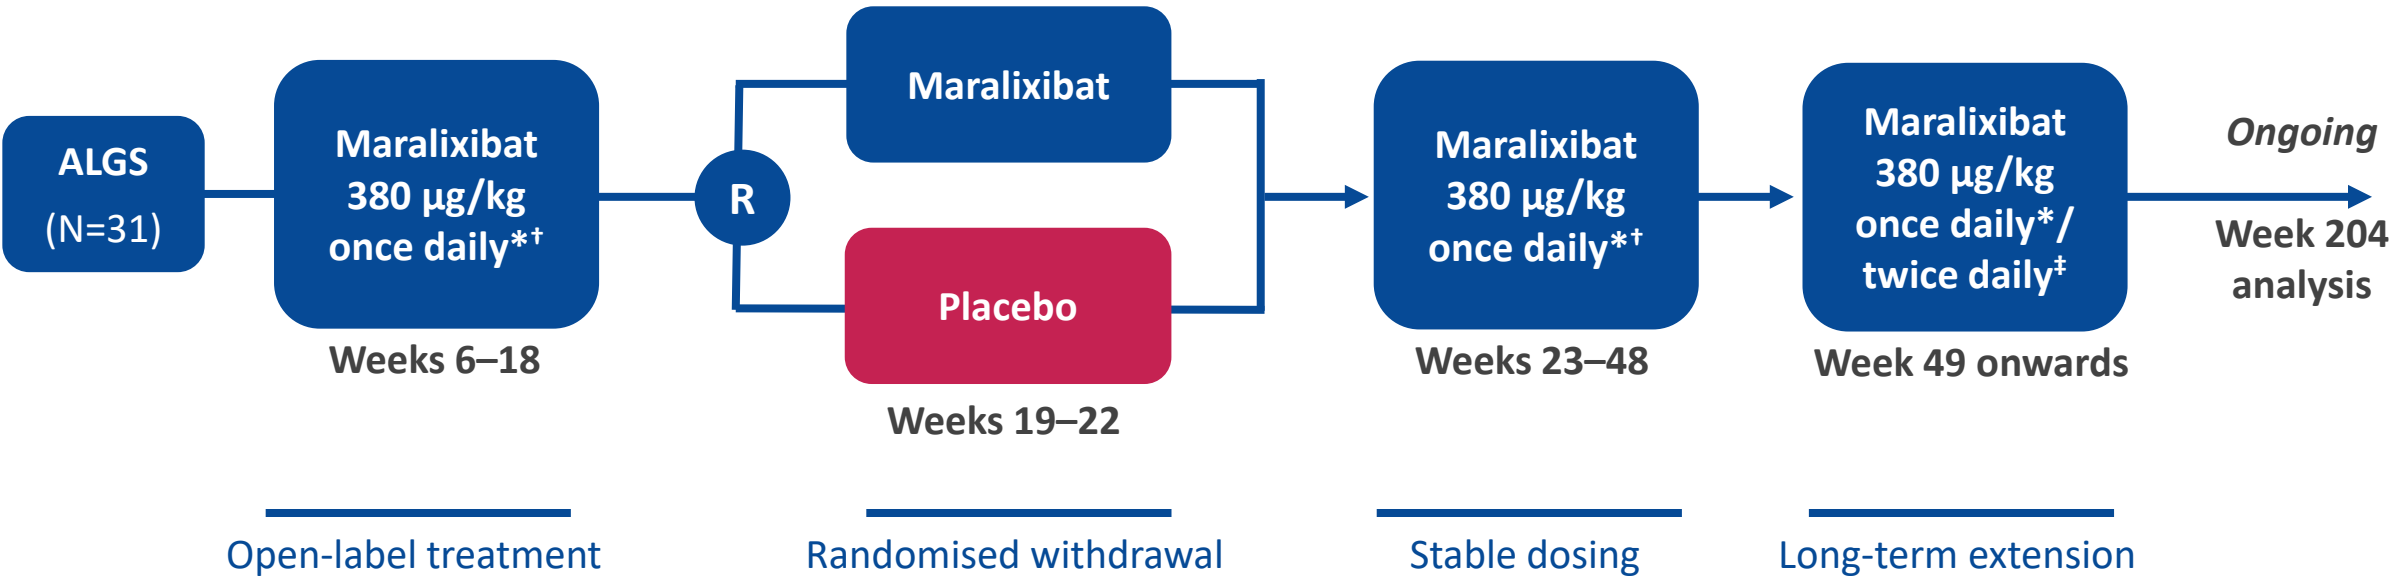 ALGS
(N=31)
Maralixibat
380 µg/kg
once daily*†
Weeks 6–18
R
Maralixibat
Placebo
Weeks 19–22
Maralixibat
380 µg/kg
once daily*†
Weeks 23–48
Maralixibat
380 µg/kg
once daily*/
twice daily‡
Week 49 onwards
Ongoing
Week 204
analysis
Open-label treatment
Randomised withdrawal
Stable dosing
Long-term extension